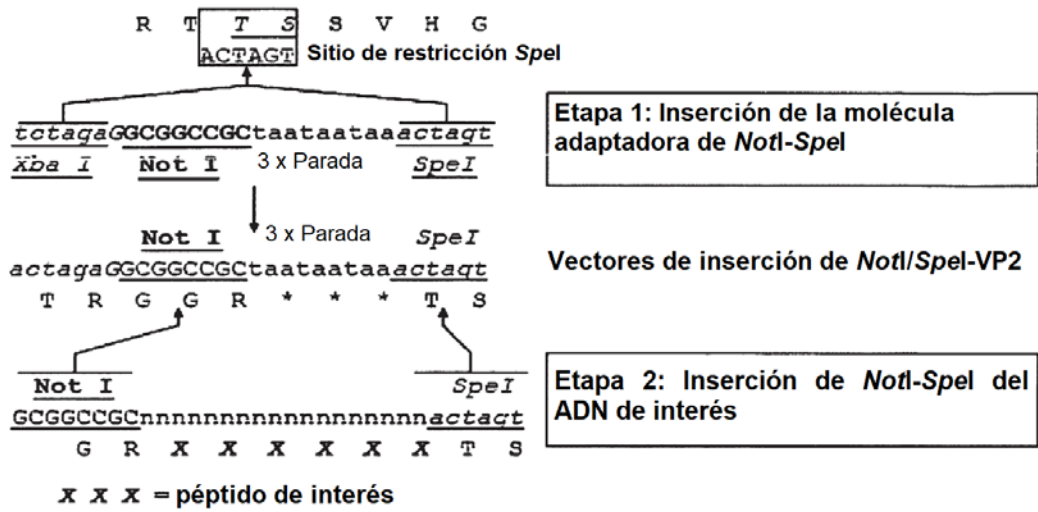 R T T S S V H G
ACTAGT Sitio de restricción SpeI
tctagaGGCGGCCGCtaataataaactagt
Xba I Not I 3 x Parada SpeI
Etapa 1: Inserción de la molécula adaptadora de NotI-SpeI
Not I 3 x Parada SpeI
actagaGGCGGCCGCtaataataaactagt
T R G G R * * * T S
Vectores de inserción de NotI/SpeI-VP2
Not I SpeI
GCGGCCGCnnnnnnnnnnnnnnnnnnactagt
G R X X X X X X T S
Etapa 2: Inserción de NotI-SpeI del ADN de interés
X X X = péptido de interés